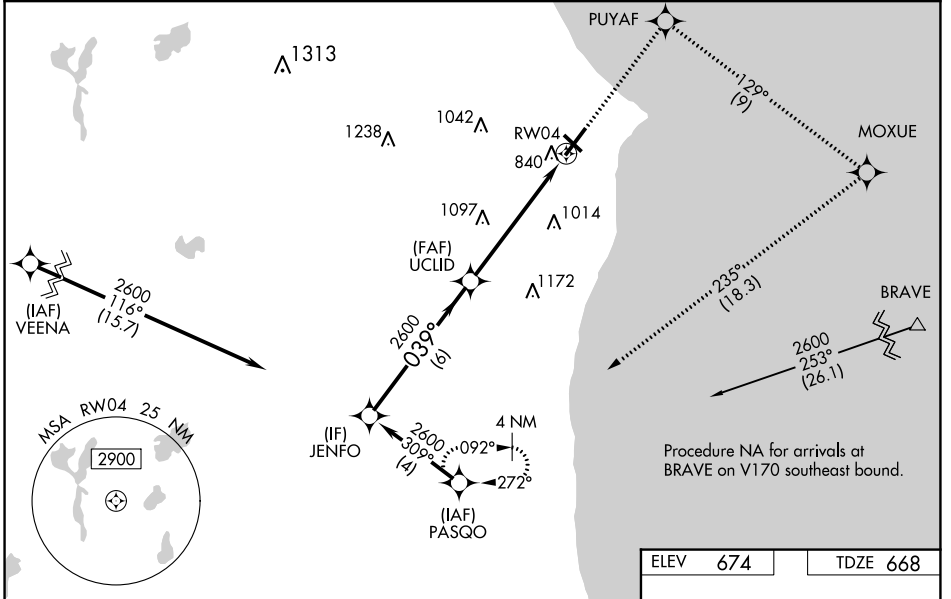 PUYAF
1313
129°
(9)
1042
1238
RW04
840
MOXUE
1097
1014
(FAF)
UCLID
1172
235°
(18.3)
BRAVE
2600
116°
(15.7)
(IAF)
VEENA
2600
039°
(6)
2600
253°
(26.1)
MSA RW04 25 NM
2900
(IF)
JENFO
2600
309°
(4)
4 NM
092°
272°
(IAF)
PASQO
Procedure NA for arrivals at
BRAVE on V170 southeast bound.
ELEV 674
TDZE 668